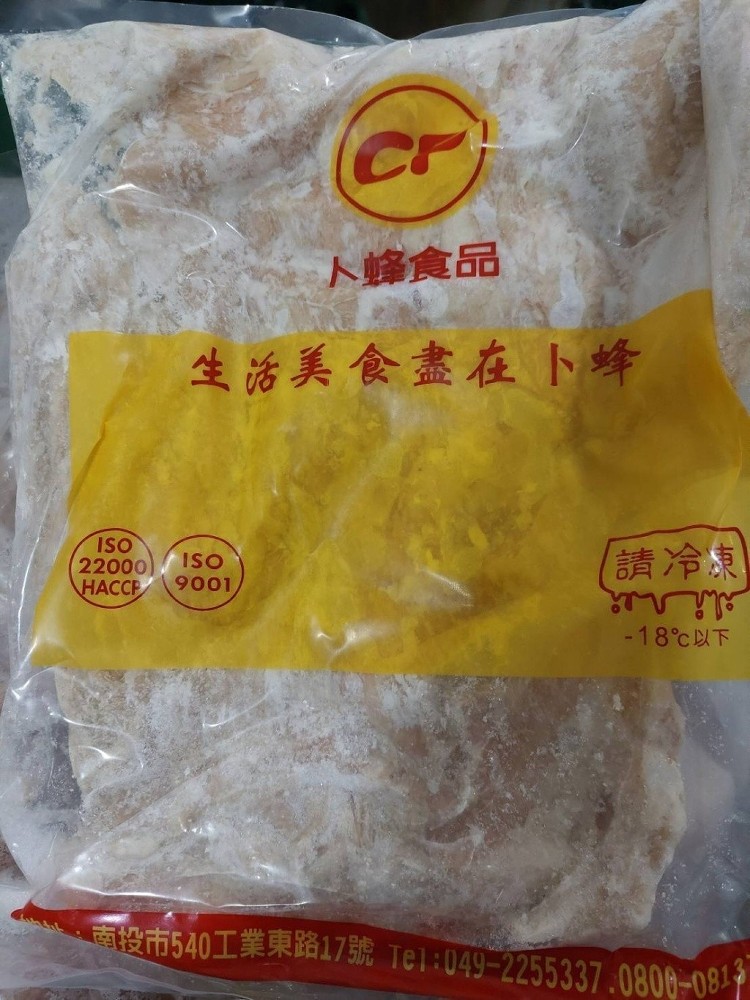 CP
卜蜂食品
生活美食盡在卜蜂
ISO
22000
HACCP
ISO
9001
請冷凍
-18℃以下
南投市540工業東路17號 Tel:049-2255337.0800-0813